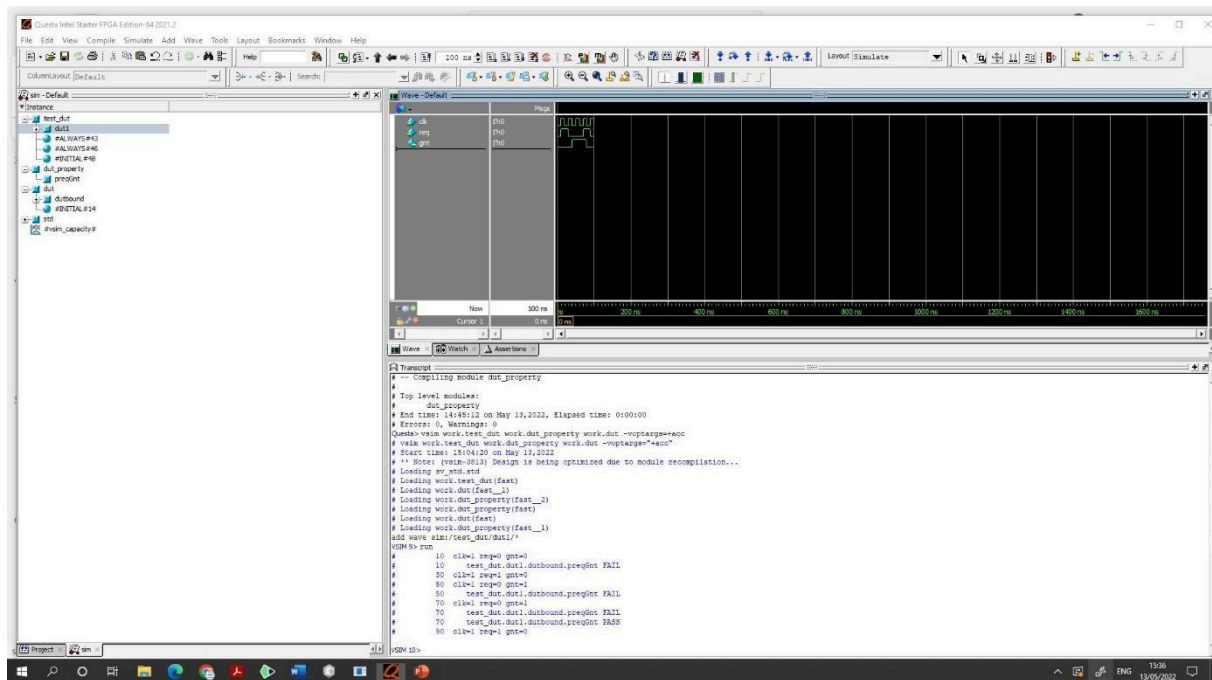 Questa Intel Starter FPGA Edition-64 2021.2
File Edit View Compile Simulate Add Wave Tools Layout Bookmarks Window Help
Help
100 ns
Layout Simulate
ColumnLayout Default
Search:
sim - Default
Instance
test_dut
dut1
#ALWAYS#43
#ALWAYS#46
#INITIAL#48
dut_property
preqGnt
dut
dutbound
#INITIAL#14
std
#vsim_capacity#
Project
sim
Wave - Default
Msgs
clk 1'h0
req 1'h0
gnt 1'h0
Now 100 ns
Cursor 1 0 ns
200 ns 400 ns 600 ns 800 ns 1000 ns 1200 ns 1400 ns 1600 ns
0 ns
Wave
Watch
Assertions
Transcript
# -- Compiling module dut_property
#
# Top level modules:
# dut_property
# End time: 14:45:12 on May 13,2022, Elapsed time: 0:00:00
# Errors: 0, Warnings: 0
Questa> vsim work.test_dut work.dut_property work.dut -voptargs=+acc
# vsim work.test_dut work.dut_property work.dut -voptargs="+acc"
# Start time: 15:04:20 on May 13,2022
# ** Note: (vsim-3813) Design is being optimized due to module recompilation...
# Loading sv_std.std
# Loading work.test_dut(fast)
# Loading work.dut(fast__1)
# Loading work.dut_property(fast__2)
# Loading work.dut_property(fast)
# Loading work.dut(fast)
# Loading work.dut_property(fast__1)
add wave sim:/test_dut/dut1/*
VSIM 9> run
# 10 clk=1 req=0 gnt=0
# 10 test_dut.dut1.dutbound.preqGnt FAIL
# 30 clk=1 req=1 gnt=0
# 50 clk=1 req=0 gnt=1
# 50 test_dut.dut1.dutbound.preqGnt FAIL
# 70 clk=1 req=0 gnt=1
# 70 test_dut.dut1.dutbound.preqGnt FAIL
# 70 test_dut.dut1.dutbound.preqGnt PASS
# 90 clk=1 req=1 gnt=0
VSIM 10>
ENG
15:36
13/05/2022